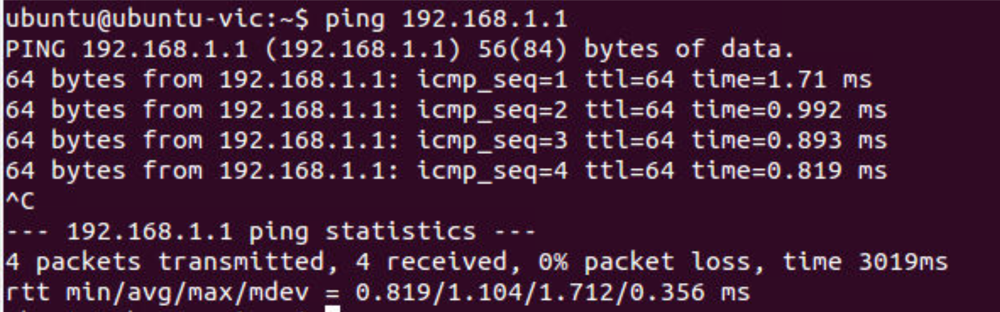 ubuntu@ubuntu-vic:~$ ping 192.168.1.1
PING 192.168.1.1 (192.168.1.1) 56(84) bytes of data.
64 bytes from 192.168.1.1: icmp_seq=1 ttl=64 time=1.71 ms
64 bytes from 192.168.1.1: icmp_seq=2 ttl=64 time=0.992 ms
64 bytes from 192.168.1.1: icmp_seq=3 ttl=64 time=0.893 ms
64 bytes from 192.168.1.1: icmp_seq=4 ttl=64 time=0.819 ms
^C
--- 192.168.1.1 ping statistics ---
4 packets transmitted, 4 received, 0% packet loss, time 3019ms
rtt min/avg/max/mdev = 0.819/1.104/1.712/0.356 ms